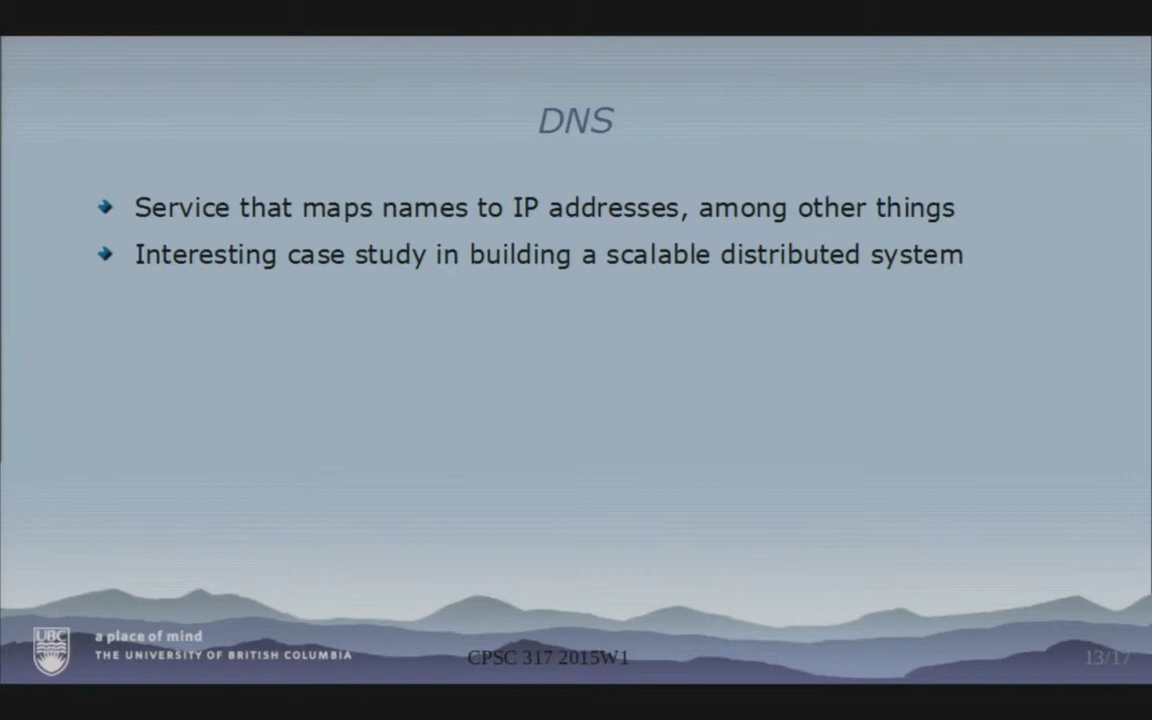 DNS
Service that maps names to IP addresses, among other things
Interesting case study in building a scalable distributed system
UBC
a place of mind
THE UNIVERSITY OF BRITISH COLUMBIA
CPSC 317 2015W1
13/17